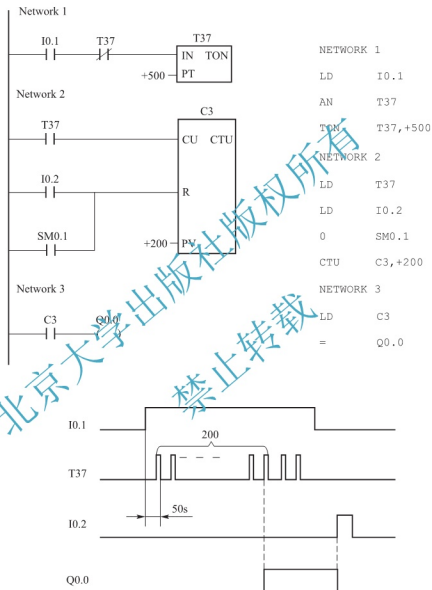 Network 1
I0.1
T37
T37
IN TON
+500
PT
Network 2
C3
T37
CU CTU
I0.2
R
SM0.1
+200
PV
Network 3
C3
Q0.0
NETWORK 1
LD I0.1
AN T37
TON T37,+500
NETWORK 2
LD T37
LD I0.2
O SM0.1
CTU C3,+200
NETWORK 3
LD C3
= Q0.0
I0.1
200
T37
50s
I0.2
Q0.0
北京大学出版社版权所有
禁止转载